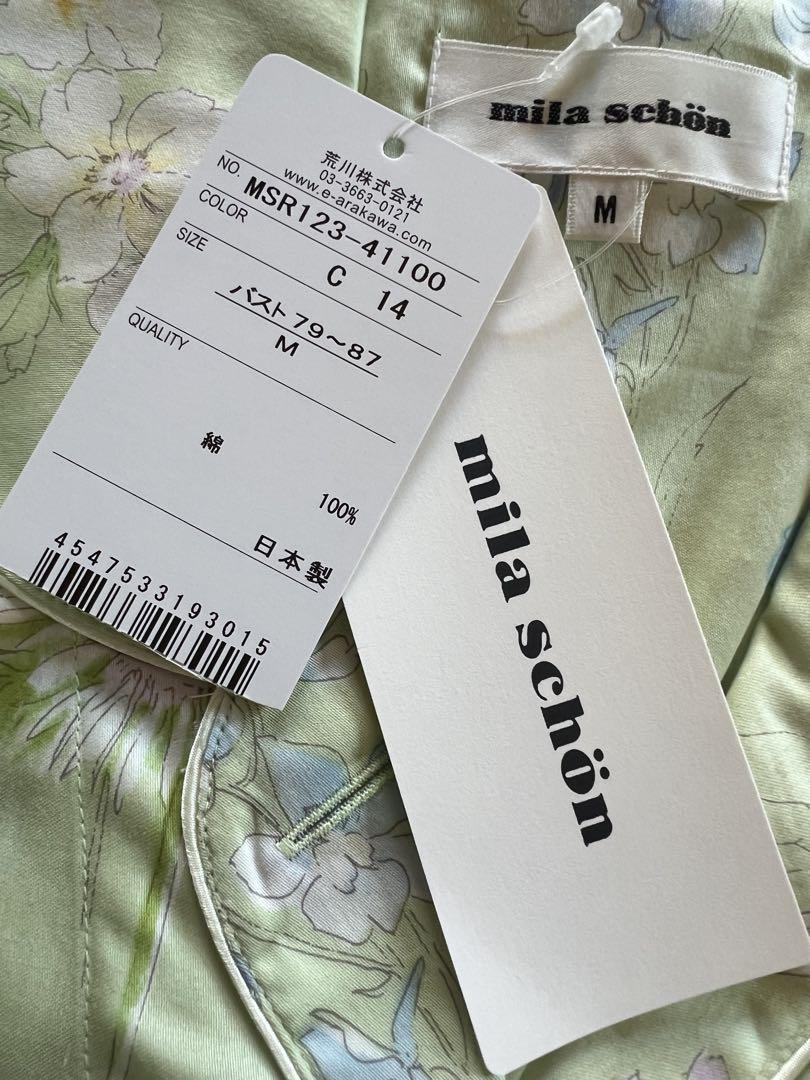 mila schön
M
荒川株式会社
03-3663-0121
www.e-arakawa.com
NO. MSR123-41100
COLOR C 14
SIZE バスト79～87
M
QUALITY
綿
100%
日本製
4547533193015
mila schön